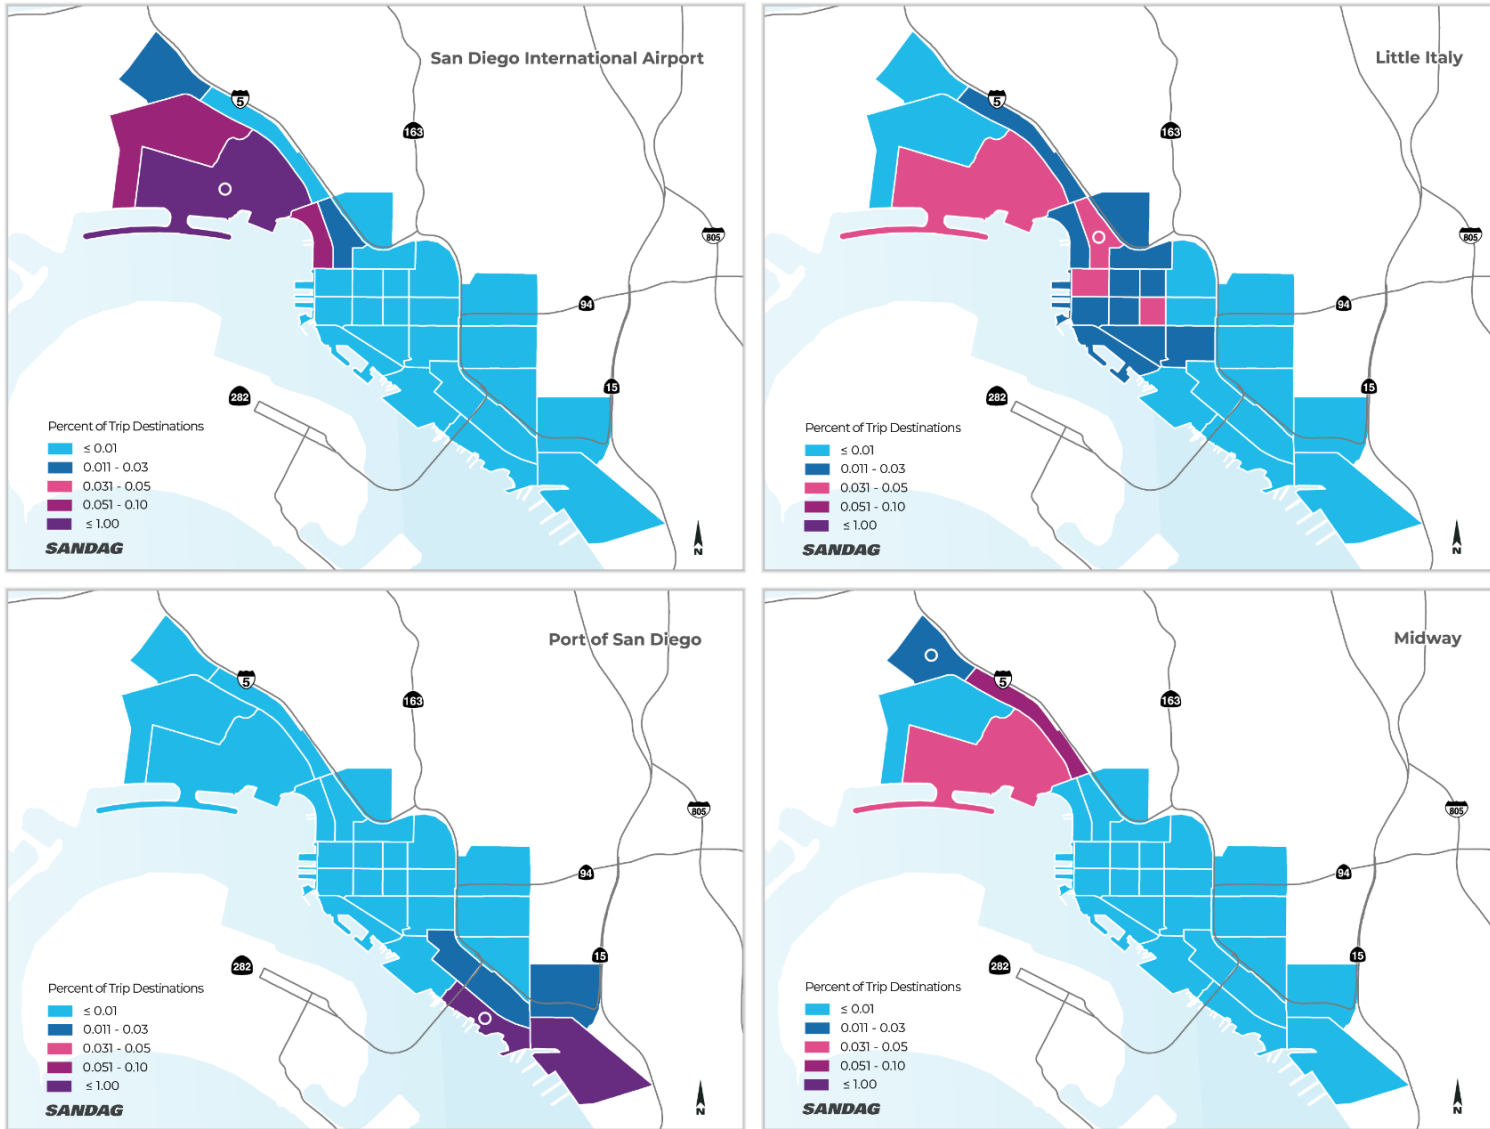 San Diego International Airport
5
163
805
94
282
15
Percent of Trip Destinations
≤ 0.01
0.011 - 0.03
0.031 - 0.05
0.051 - 0.10
≤ 1.00
SANDAG
N
Little Italy
5
163
805
94
282
15
Percent of Trip Destinations
≤ 0.01
0.011 - 0.03
0.031 - 0.05
0.051 - 0.10
≤ 1.00
SANDAG
N
Port of San Diego
5
163
805
94
282
15
Percent of Trip Destinations
≤ 0.01
0.011 - 0.03
0.031 - 0.05
0.051 - 0.10
≤ 1.00
SANDAG
N
Midway
5
163
805
94
282
15
Percent of Trip Destinations
≤ 0.01
0.011 - 0.03
0.031 - 0.05
0.051 - 0.10
≤ 1.00
SANDAG
N